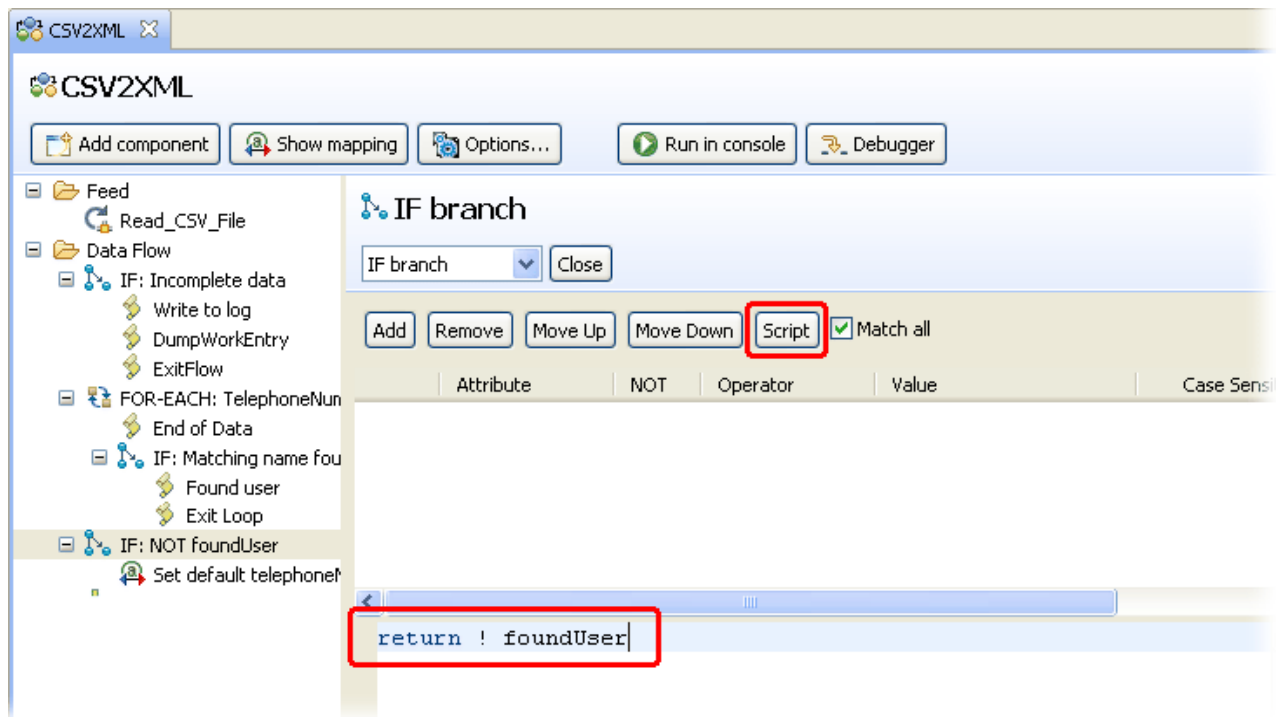 CSV2XML
CSV2XML
Add component Show mapping Options... Run in console Debugger
Feed
Read_CSV_File
Data Flow
IF: Incomplete data
Write to log
DumpWorkEntry
ExitFlow
FOR-EACH: TelephoneNun
End of Data
IF: Matching name fou
Found user
Exit Loop
IF: NOT foundUser
Set default telephoneN
IF branch
IF branch Close
Add Remove Move Up Move Down Script Match all
Attribute NOT Operator Value Case Sensi
return ! foundUser